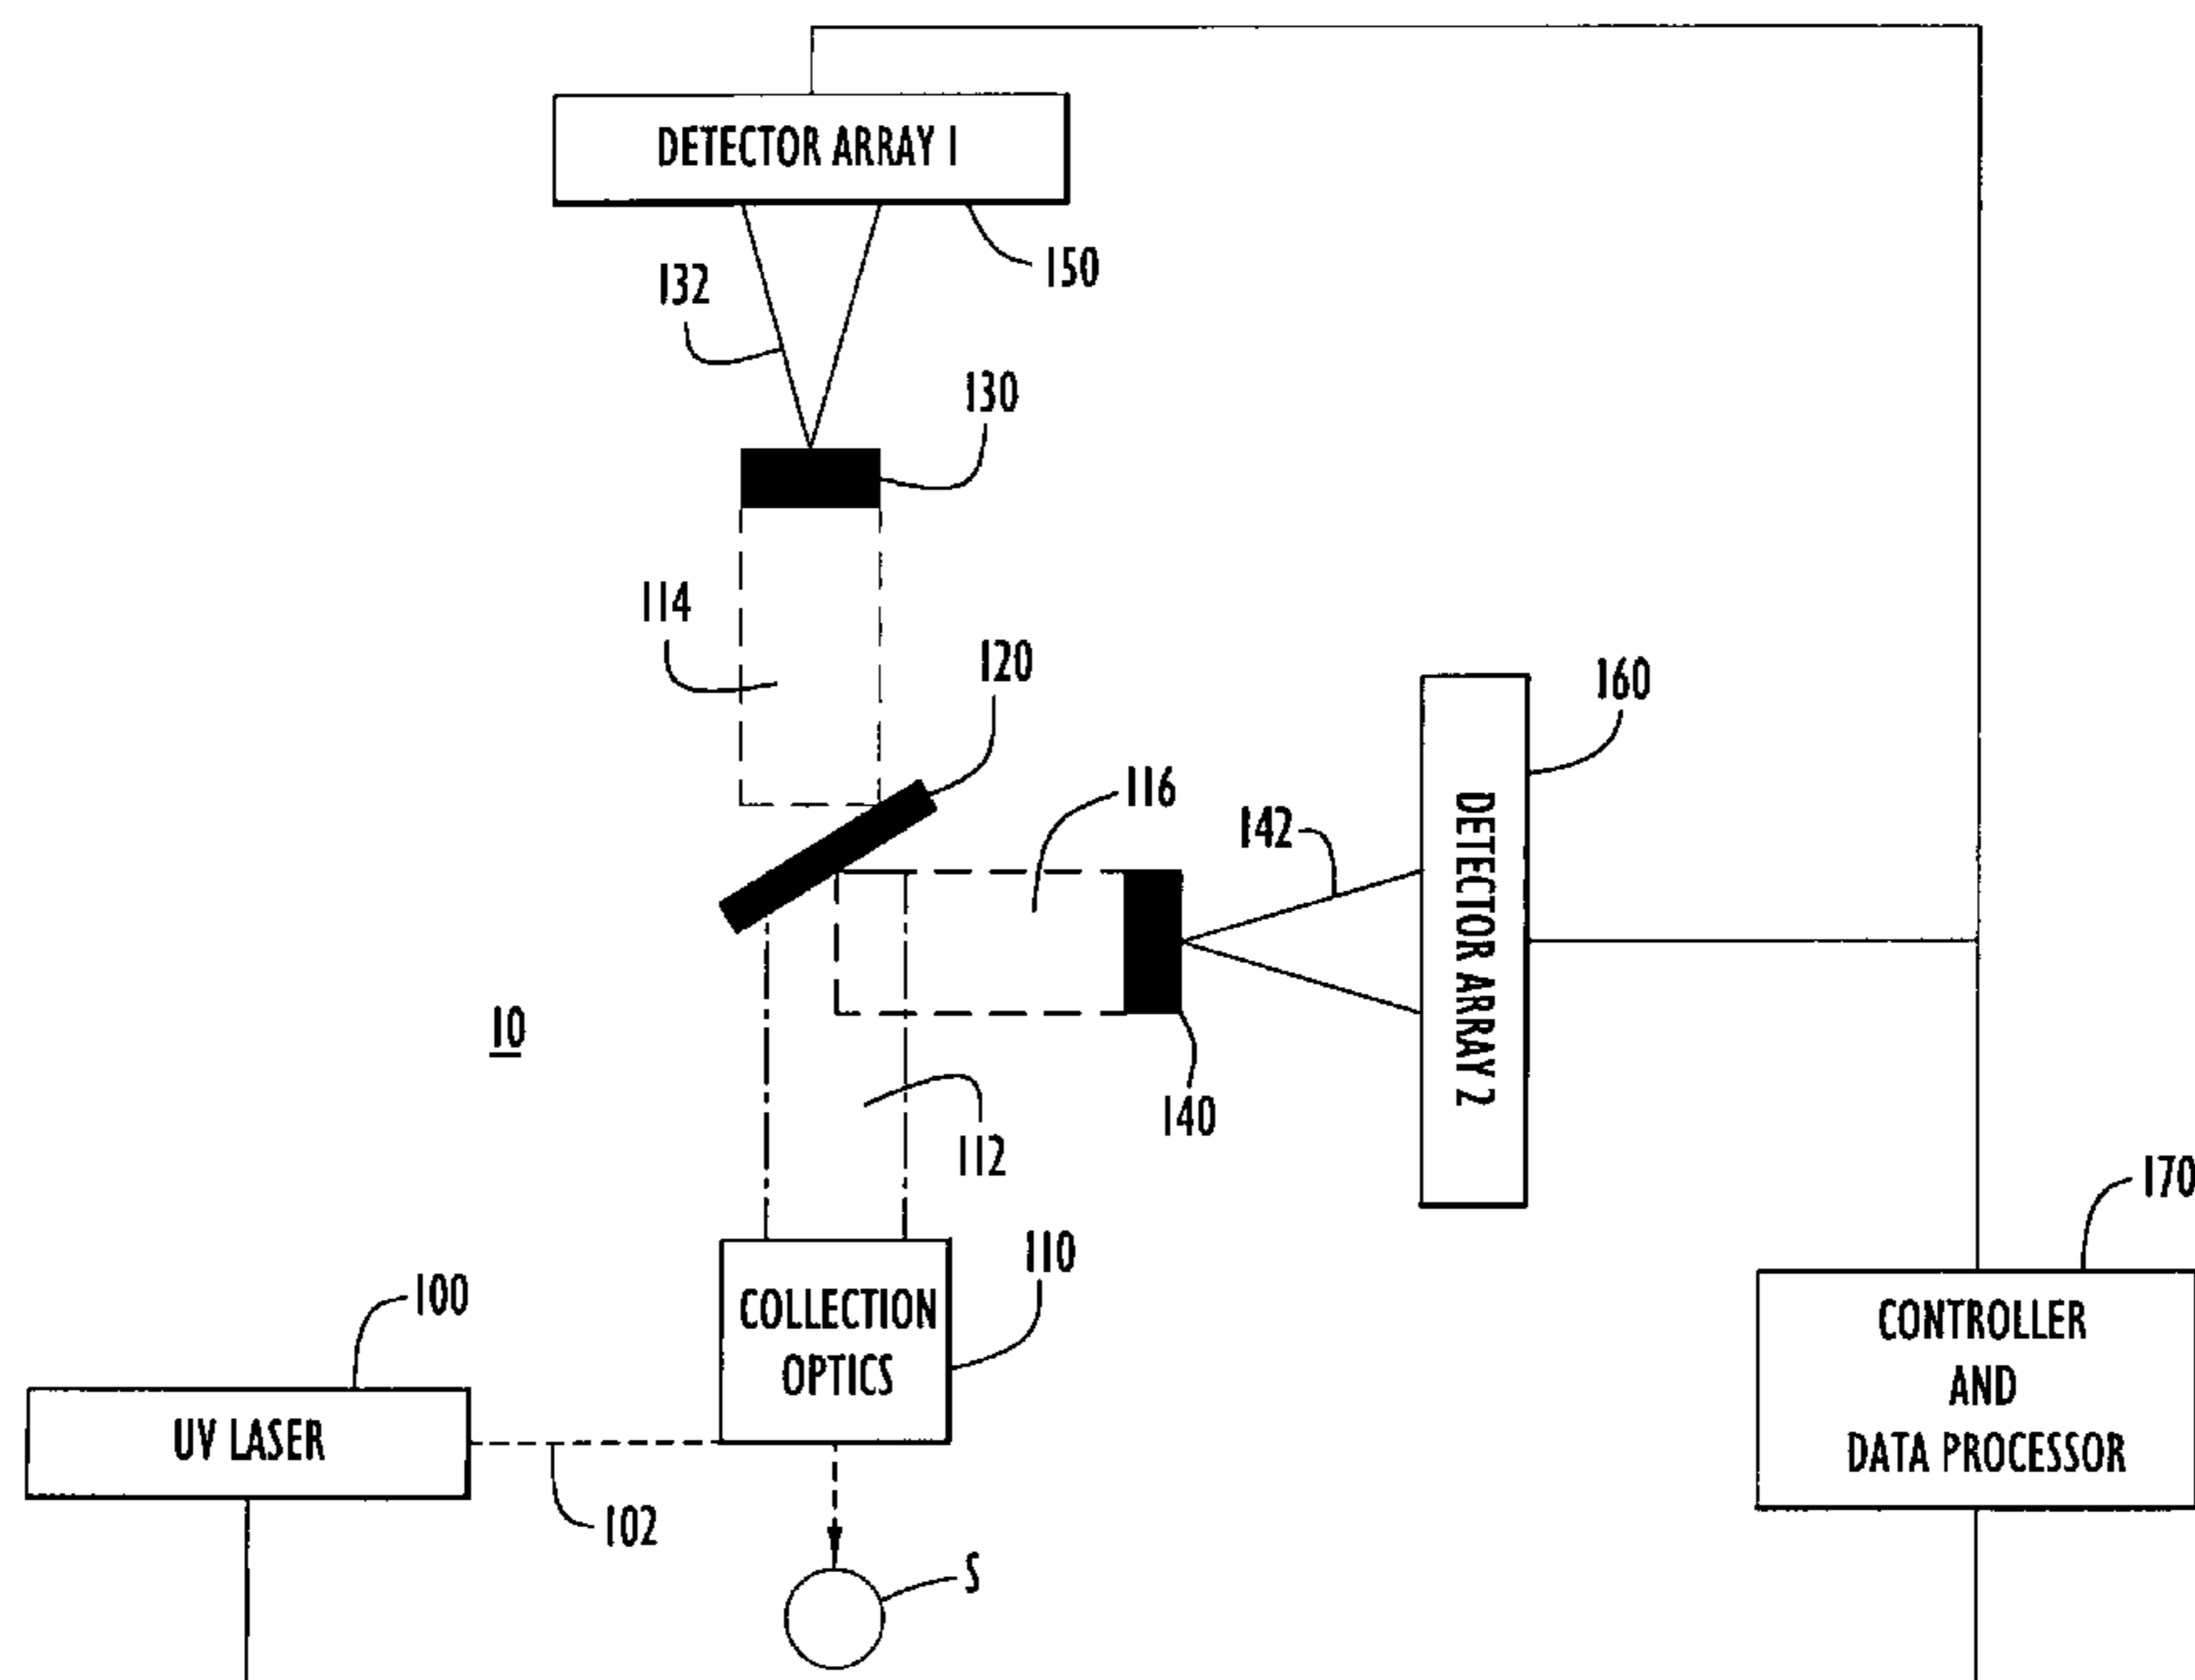 DETECTOR ARRAY 1
150
132
130
114
120
160
116
142
DETECTOR ARRAY 2
10
140
112
170
110
100
COLLECTION
OPTICS
CONTROLLER
AND
DATA PROCESSOR
UV LASER
102
S